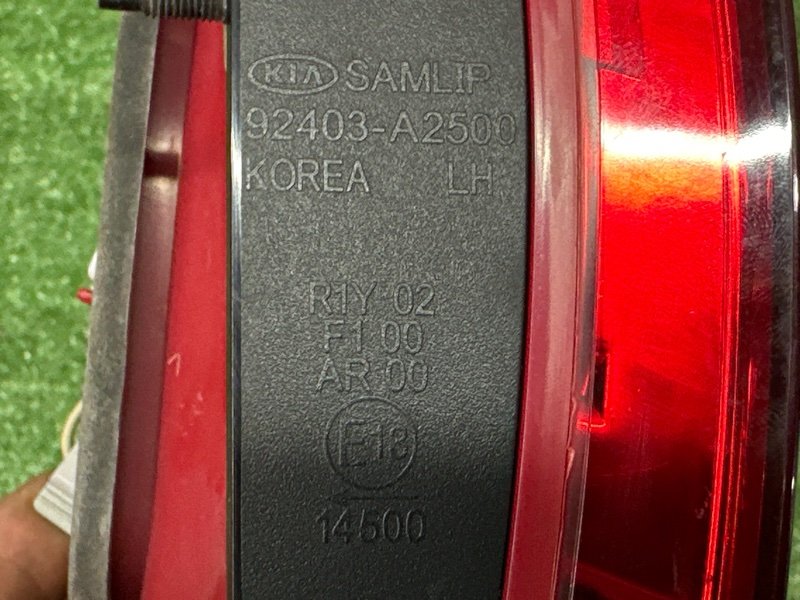 KIA SAMLIP
92403-A2500
KOREA LH
R1Y 02
F1 00
AR 00
E13
14500